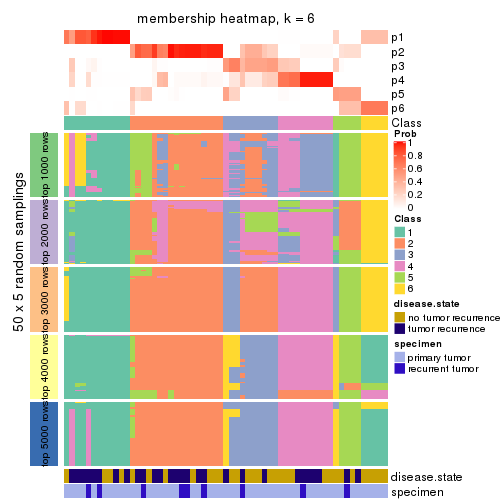 membership heatmap, k = 6
p1
p2
p3
p4
p5
p6
Class
50 x 5 random samplings
top 1000 rows
top 2000 rows
top 3000 rows
top 4000 rows
top 5000 rows
Prob
1
0.8
0.6
0.4
0.2
0
Class
1
2
3
4
5
6
disease.state
no tumor recurrence
tumor recurrence
specimen
primary tumor
recurrent tumor
disease.state
specimen